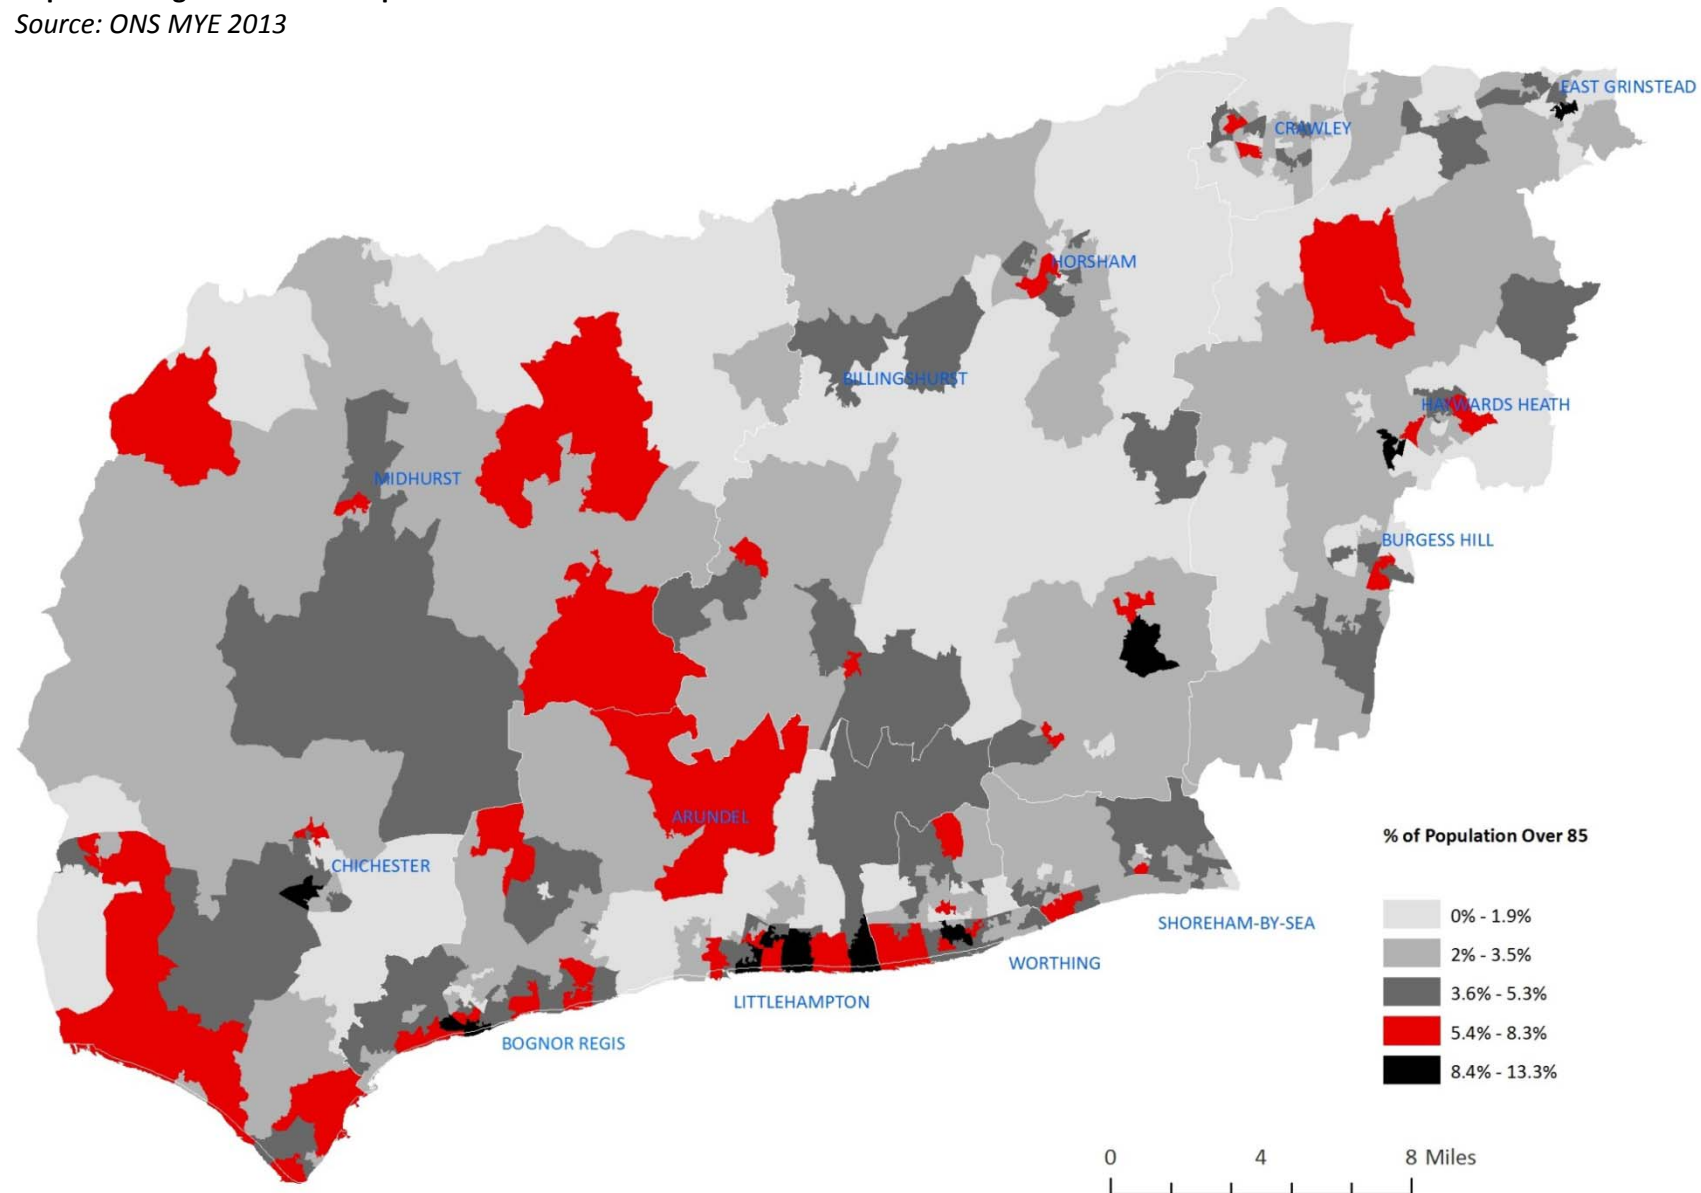 Source: ONS MYE 2013
EAST GRINSTEAD
CRAWLEY
HORSHAM
BILLINGSHURST
HAYWARDS HEATH
MIDHURST
BURGESS HILL
ARUNDEL
% of Population Over 85
CHICHESTER
0% - 1.9%
SHOREHAM-BY-SEA
2% - 3.5%
WORTHING
3.6% - 5.3%
LITTLEHAMPTON
5.4% - 8.3%
BOGNOR REGIS
8.4% - 13.3%
0 4 8 Miles